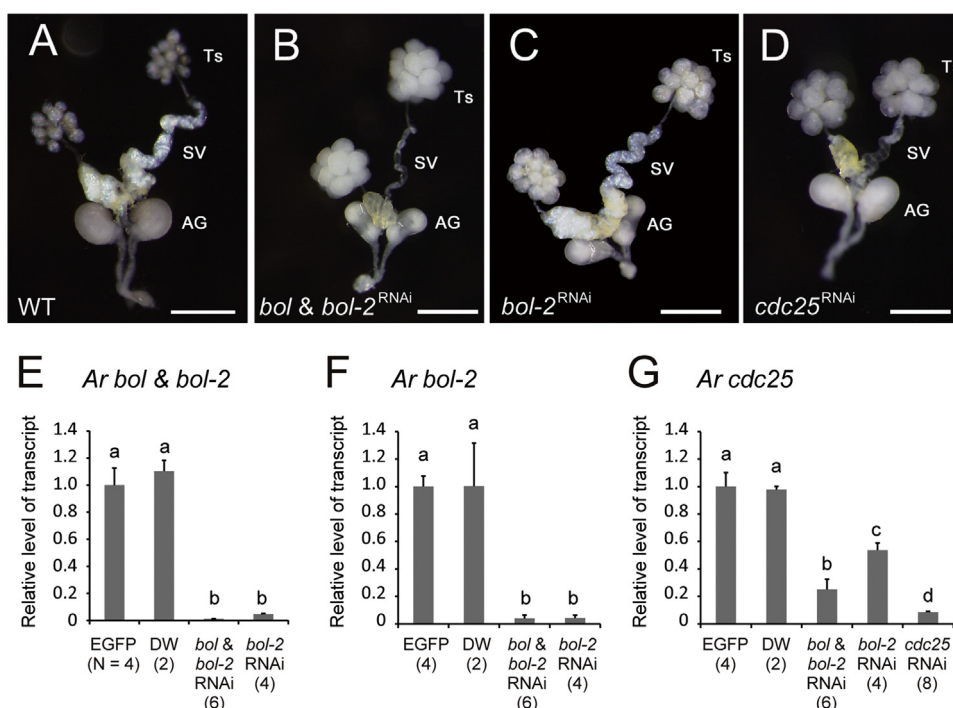 A
Ts
SV
AG
WT
B
Ts
SV
AG
bol & bol-2RNAi
C
Ts
SV
AG
bol-2RNAi
D
T
SV
AG
cdc25RNAi
E Ar bol & bol-2
Relative level of transcript
1.4
1.2
1.0
0.8
0.6
0.4
0.2
0
a
a
b
b
EGFP
(N = 4)
DW
(2)
bol &
bol-2
RNAi
(6)
bol-2
RNAi
(4)
F Ar bol-2
Relative level of transcript
1.4
1.2
1.0
0.8
0.6
0.4
0.2
0
a
a
b
b
EGFP
(4)
DW
(2)
bol &
bol-2
RNAi
(6)
bol-2
RNAi
(4)
G Ar cdc25
Relative level of transcript
1.4
1.2
1.0
0.8
0.6
0.4
0.2
0
a
a
b
c
d
EGFP
(4)
DW
(2)
bol &
bol-2
RNAi
(6)
bol-2
RNAi
(4)
cdc25
RNAi
(8)